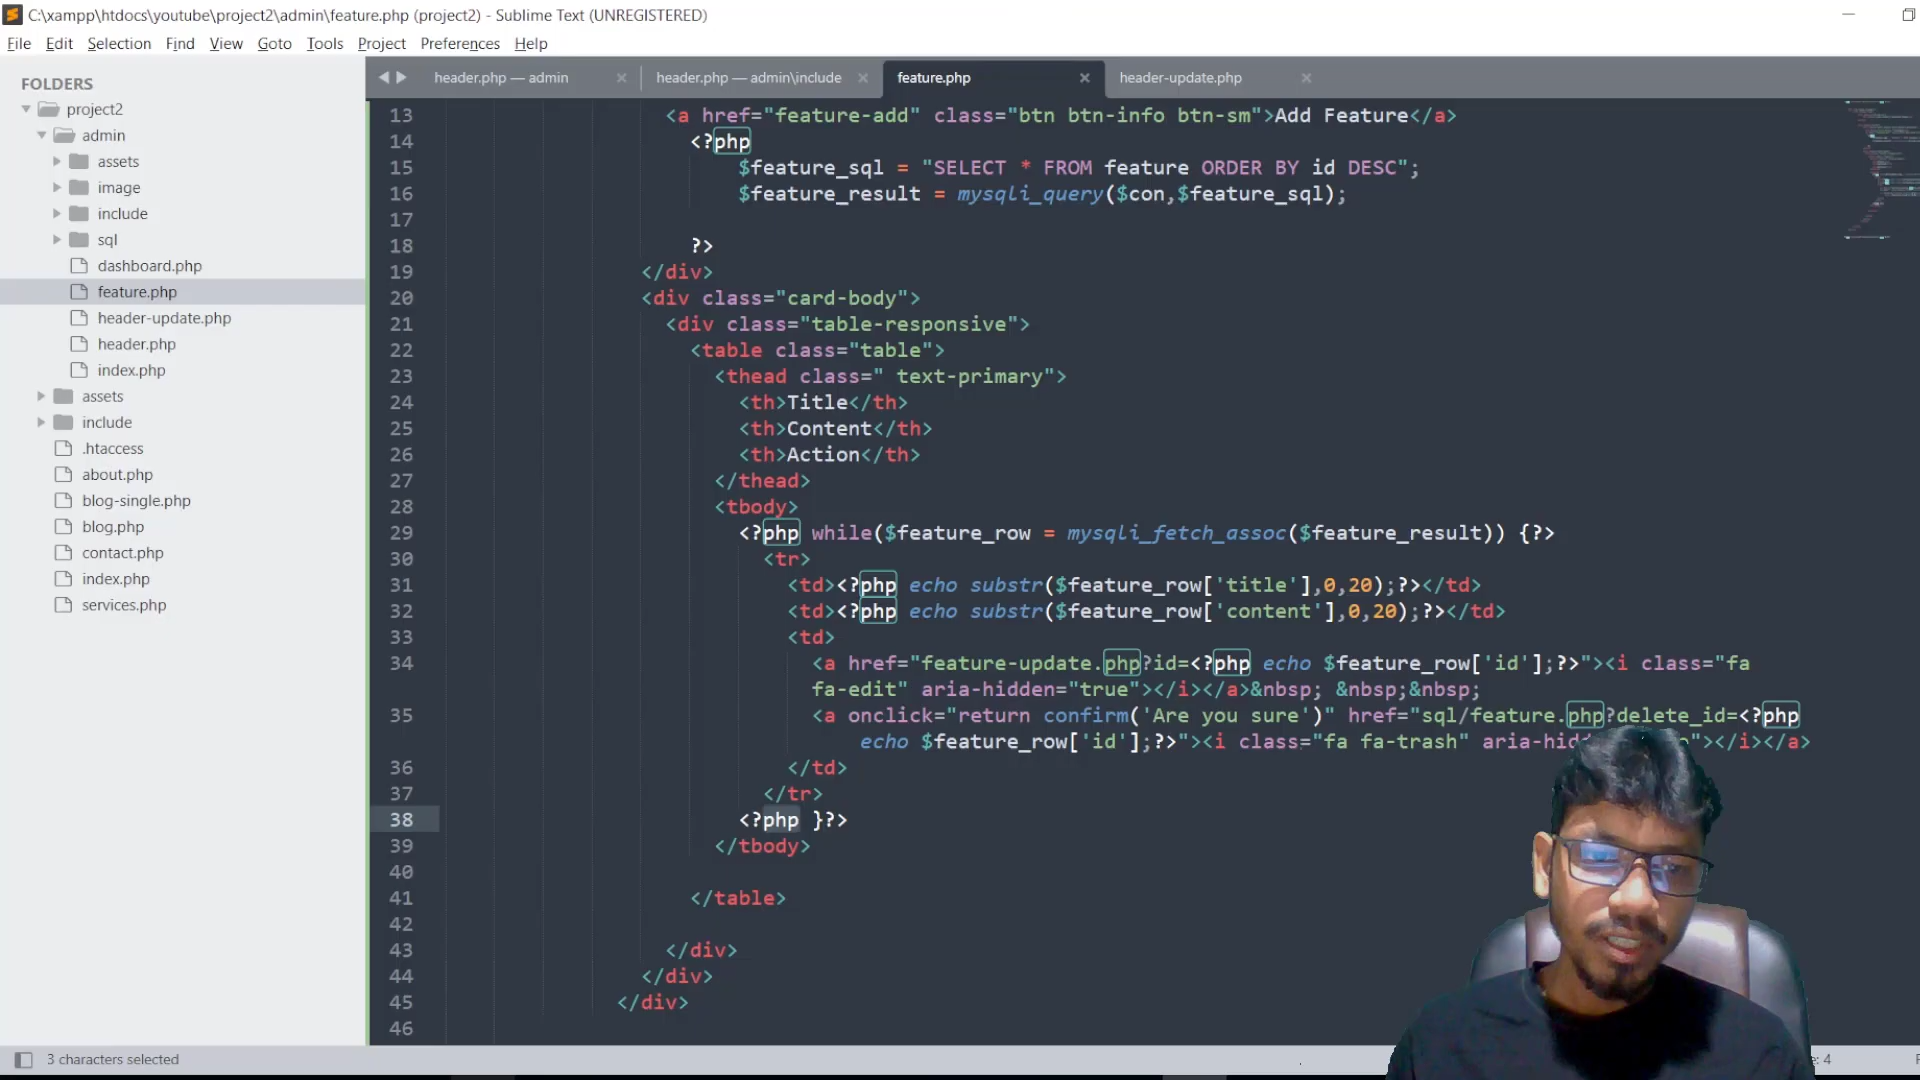 C:\xampp\htdocs\youtube\project2\admin\feature.php (project2) - Sublime Text (UNREGISTERED)
File Edit Selection Find View Goto Tools Project Preferences Help
FOLDERS
project2
admin
assets
image
include
sql
dashboard.php
feature.php
header-update.php
header.php
index.php
assets
include
.htaccess
about.php
blog-single.php
blog.php
contact.php
index.php
services.php
header.php — admin
header.php — admin\include
feature.php
header-update.php
13 <a href="feature-add" class="btn btn-info btn-sm">Add Feature</a>
14 <?php
15 $feature_sql = "SELECT * FROM feature ORDER BY id DESC";
16 $feature_result = mysqli_query($con,$feature_sql);
17
18 ?>
19 </div>
20 <div class="card-body">
21 <div class="table-responsive">
22 <table class="table">
23 <thead class=" text-primary">
24 <th>Title</th>
25 <th>Content</th>
26 <th>Action</th>
27 </thead>
28 <tbody>
29 <?php while($feature_row = mysqli_fetch_assoc($feature_result)) {?>
30 <tr>
31 <td><?php echo substr($feature_row['title'],0,20);?></td>
32 <td><?php echo substr($feature_row['content'],0,20);?></td>
33 <td>
34 <a href="feature-update.php?id=<?php echo $feature_row['id'];?>"><i class="fa
fa-edit" aria-hidden="true"></i></a>&nbsp; &nbsp;&nbsp;
35 <a onclick="return confirm('Are you sure')" href="sql/feature.php?delete_id=<?php
echo $feature_row['id'];?>"><i class="fa fa-trash" "></i></a>
36 </td>
37 </tr>
38 <?php }?>
39 </tbody>
40
41 </table>
42
43 </div>
44 </div>
45 </div>
46
3 characters selected
: 4